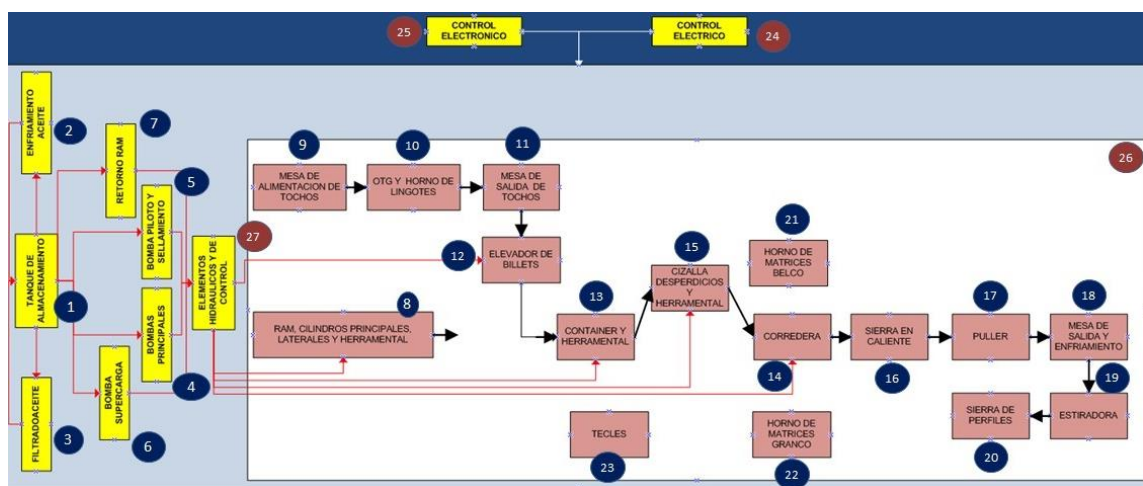 25
CONTROL
ELECTRONICO
CONTROL
ELECTRICO
24
ENFRIAMIENTO
ACEITE
2
7
RETORNO RAM
5
BOMBA PILOTO Y
SELLAMIENTO
TANQUE DE
ALMACENAMIENTO
1
BOMBAS
PRINCIPALES
4
BOMBA
SUPERCARGA
6
FILTRADOACEITE
3
27
ELEMENTOS
HIDRAULICOS Y DE
CONTROL
26
9
MESA DE
ALIMENTACION DE
TOCHOS
10
OTG Y HORNO DE
LINGOTES
11
MESA DE
SALIDA DE
TOCHOS
12
ELEVADOR DE
BILLETS
8
RAM, CILINDROS PRINCIPALES,
LATERALES Y HERRAMENTAL
13
CONTAINER Y
HERRAMENTAL
15
CIZALLA
DESPERDICIOS Y
HERRAMENTAL
21
HORNO DE
MATRICES
BELCO
CORREDERA
14
SIERRA EN
CALIENTE
16
17
PULLER
18
MESA DE
SALIDA Y
ENFRIAMIENTO
19
ESTIRADORA
SIERRA DE
PERFILES
20
TECLES
23
HORNO DE
MATRICES
GRANCO
22